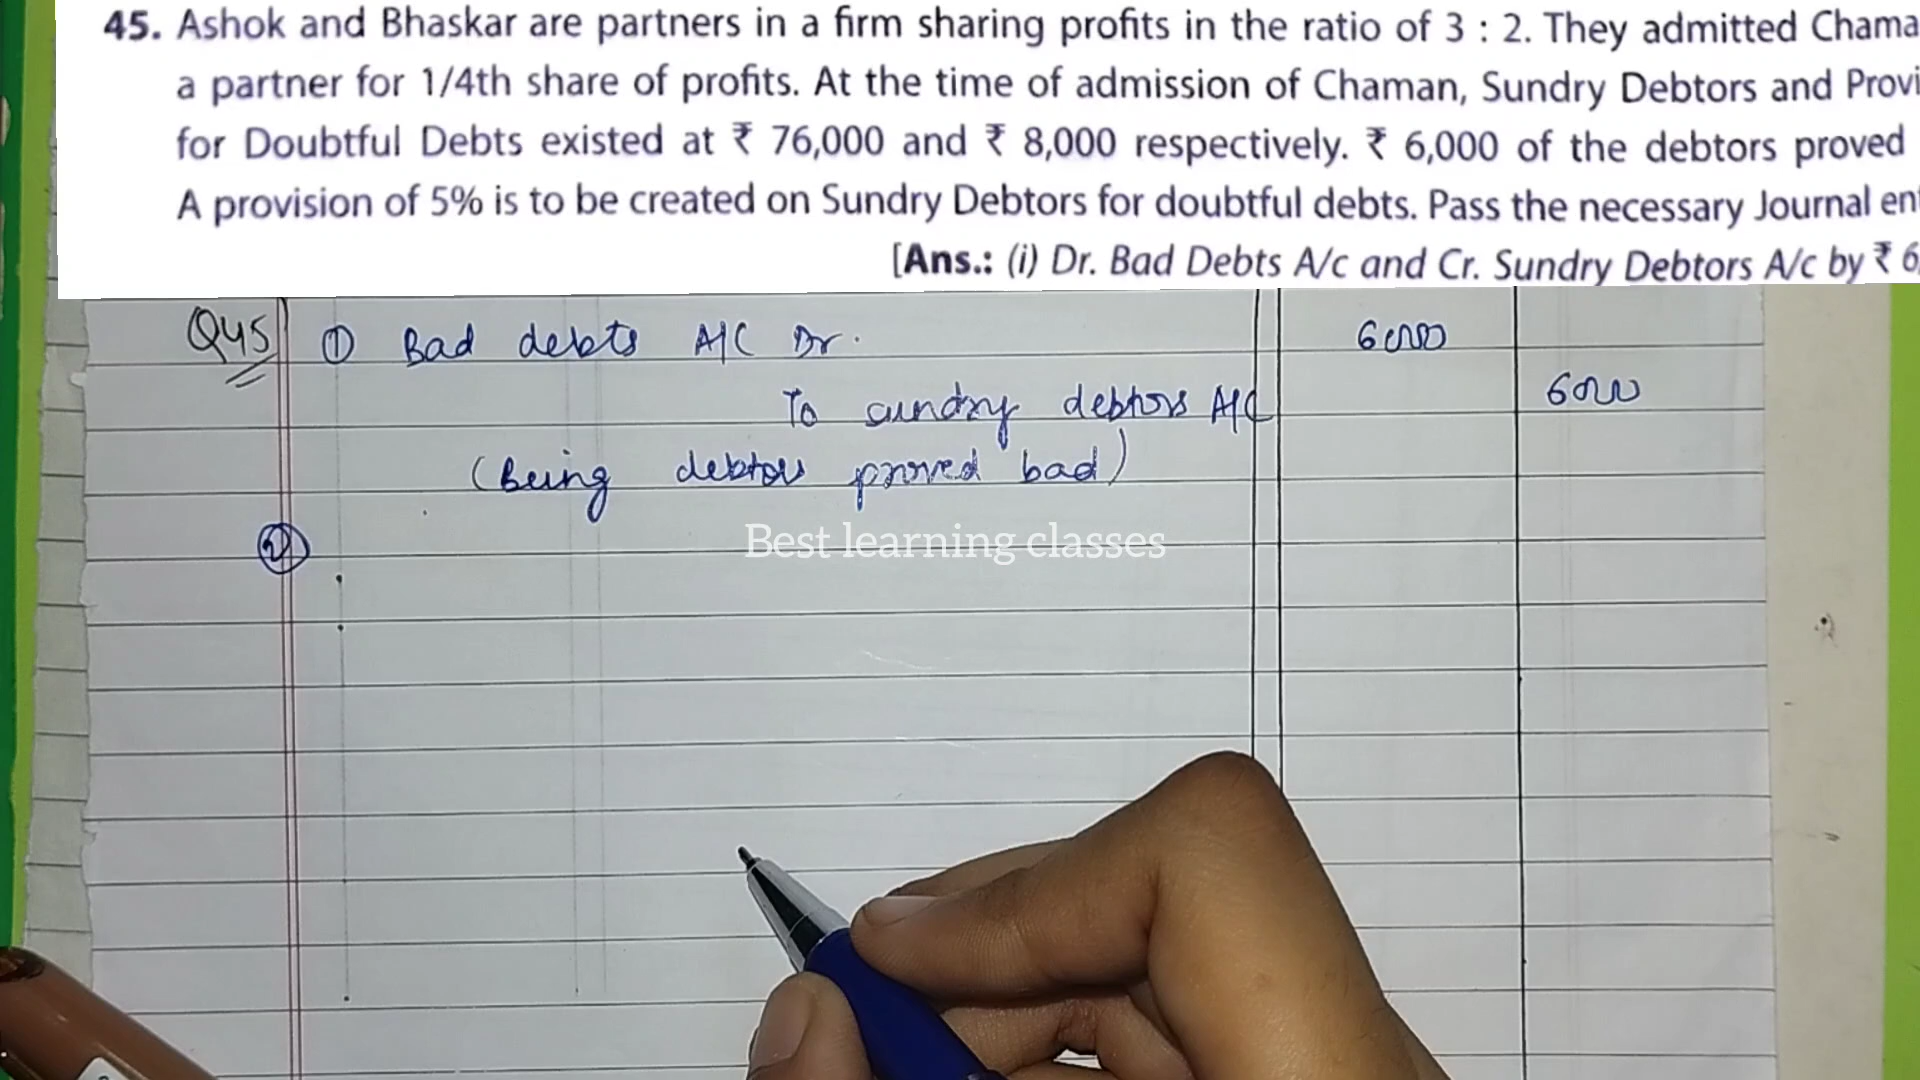 45. Ashok and Bhaskar are partners in a firm sharing profits in the ratio of 3 : 2. They admitted Chama
a partner for 1/4th share of profits. At the time of admission of Chaman, Sundry Debtors and Provi
for Doubtful Debts existed at ₹ 76,000 and ₹ 8,000 respectively. ₹ 6,000 of the debtors proved
A provision of 5% is to be created on Sundry Debtors for doubtful debts. Pass the necessary Journal ent
[Ans.: (i) Dr. Bad Debts A/c and Cr. Sundry Debtors A/c by ₹ 6,
Q45 ① Bad debts A/C Dr. 6000
To sundry debtors A/C 6000
(Being debtors proved bad)
②
Best learning classes